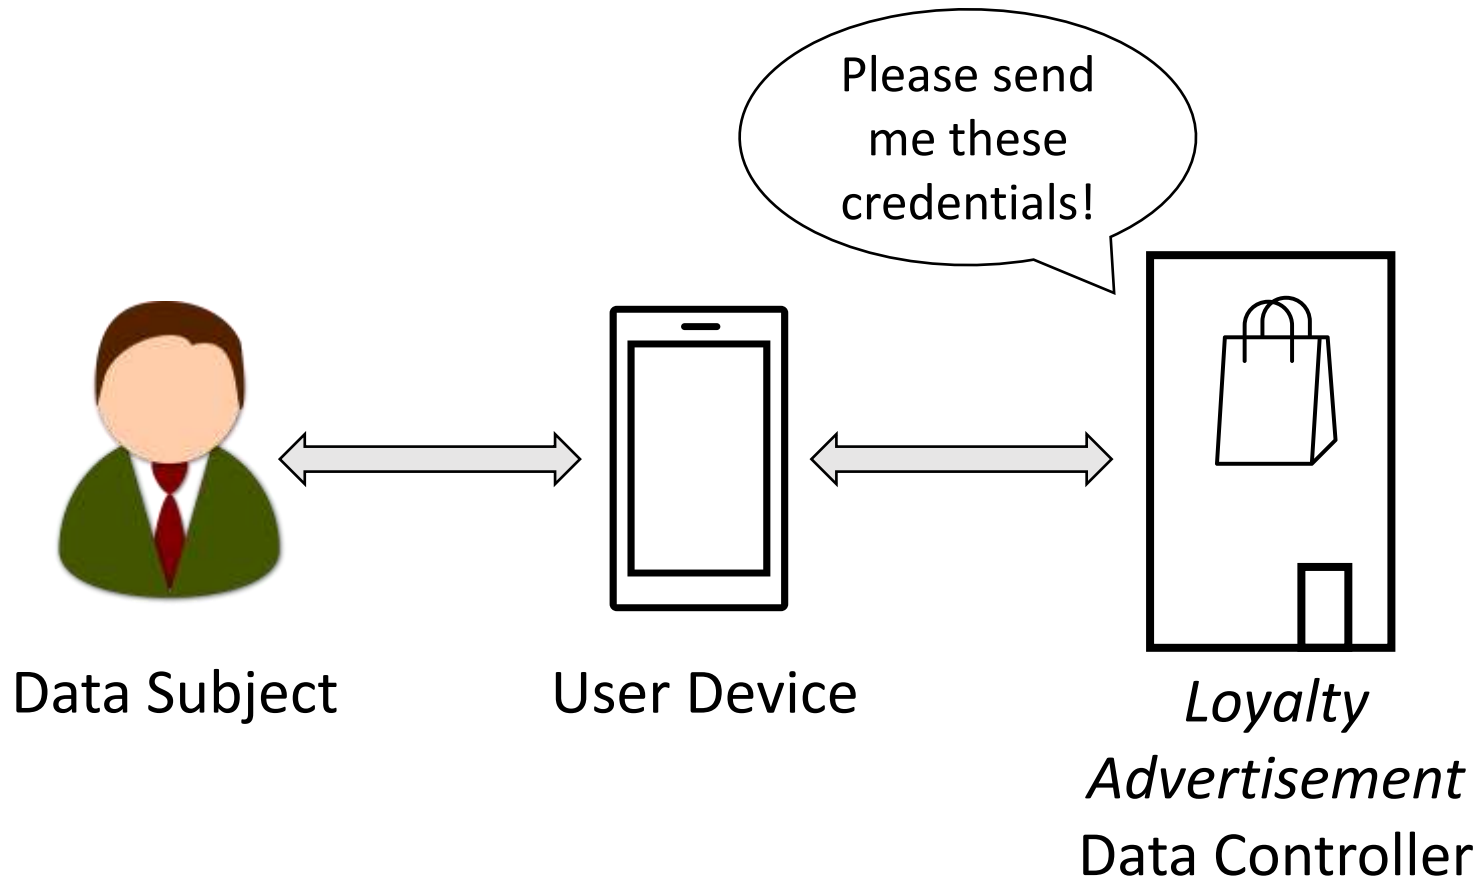 Please send
me these
credentials!
Data Subject
User Device
Loyalty
Advertisement
Data Controller